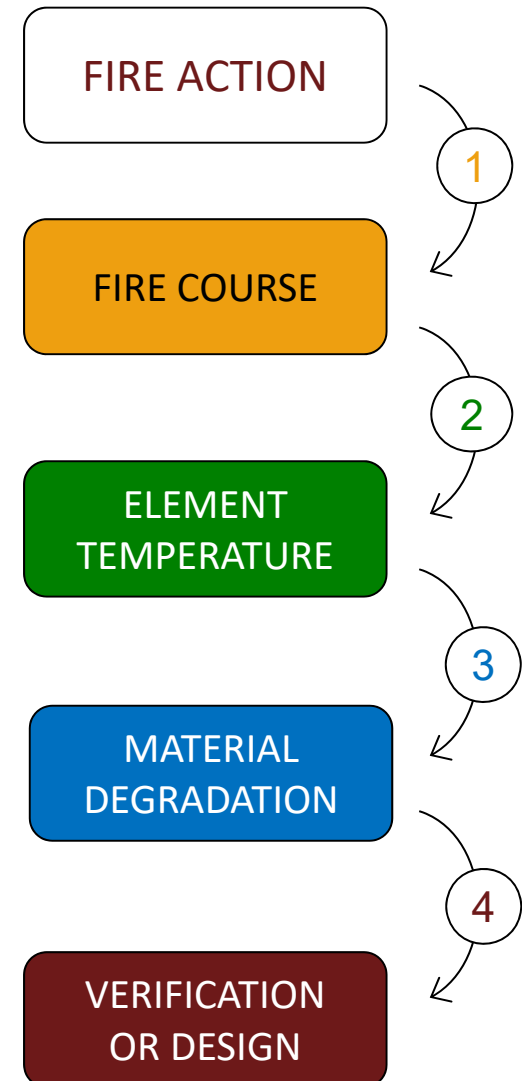 FIRE ACTION
1
FIRE COURSE
2
ELEMENT
TEMPERATURE
3
MATERIAL
DEGRADATION
4
VERIFICATION
OR DESIGN